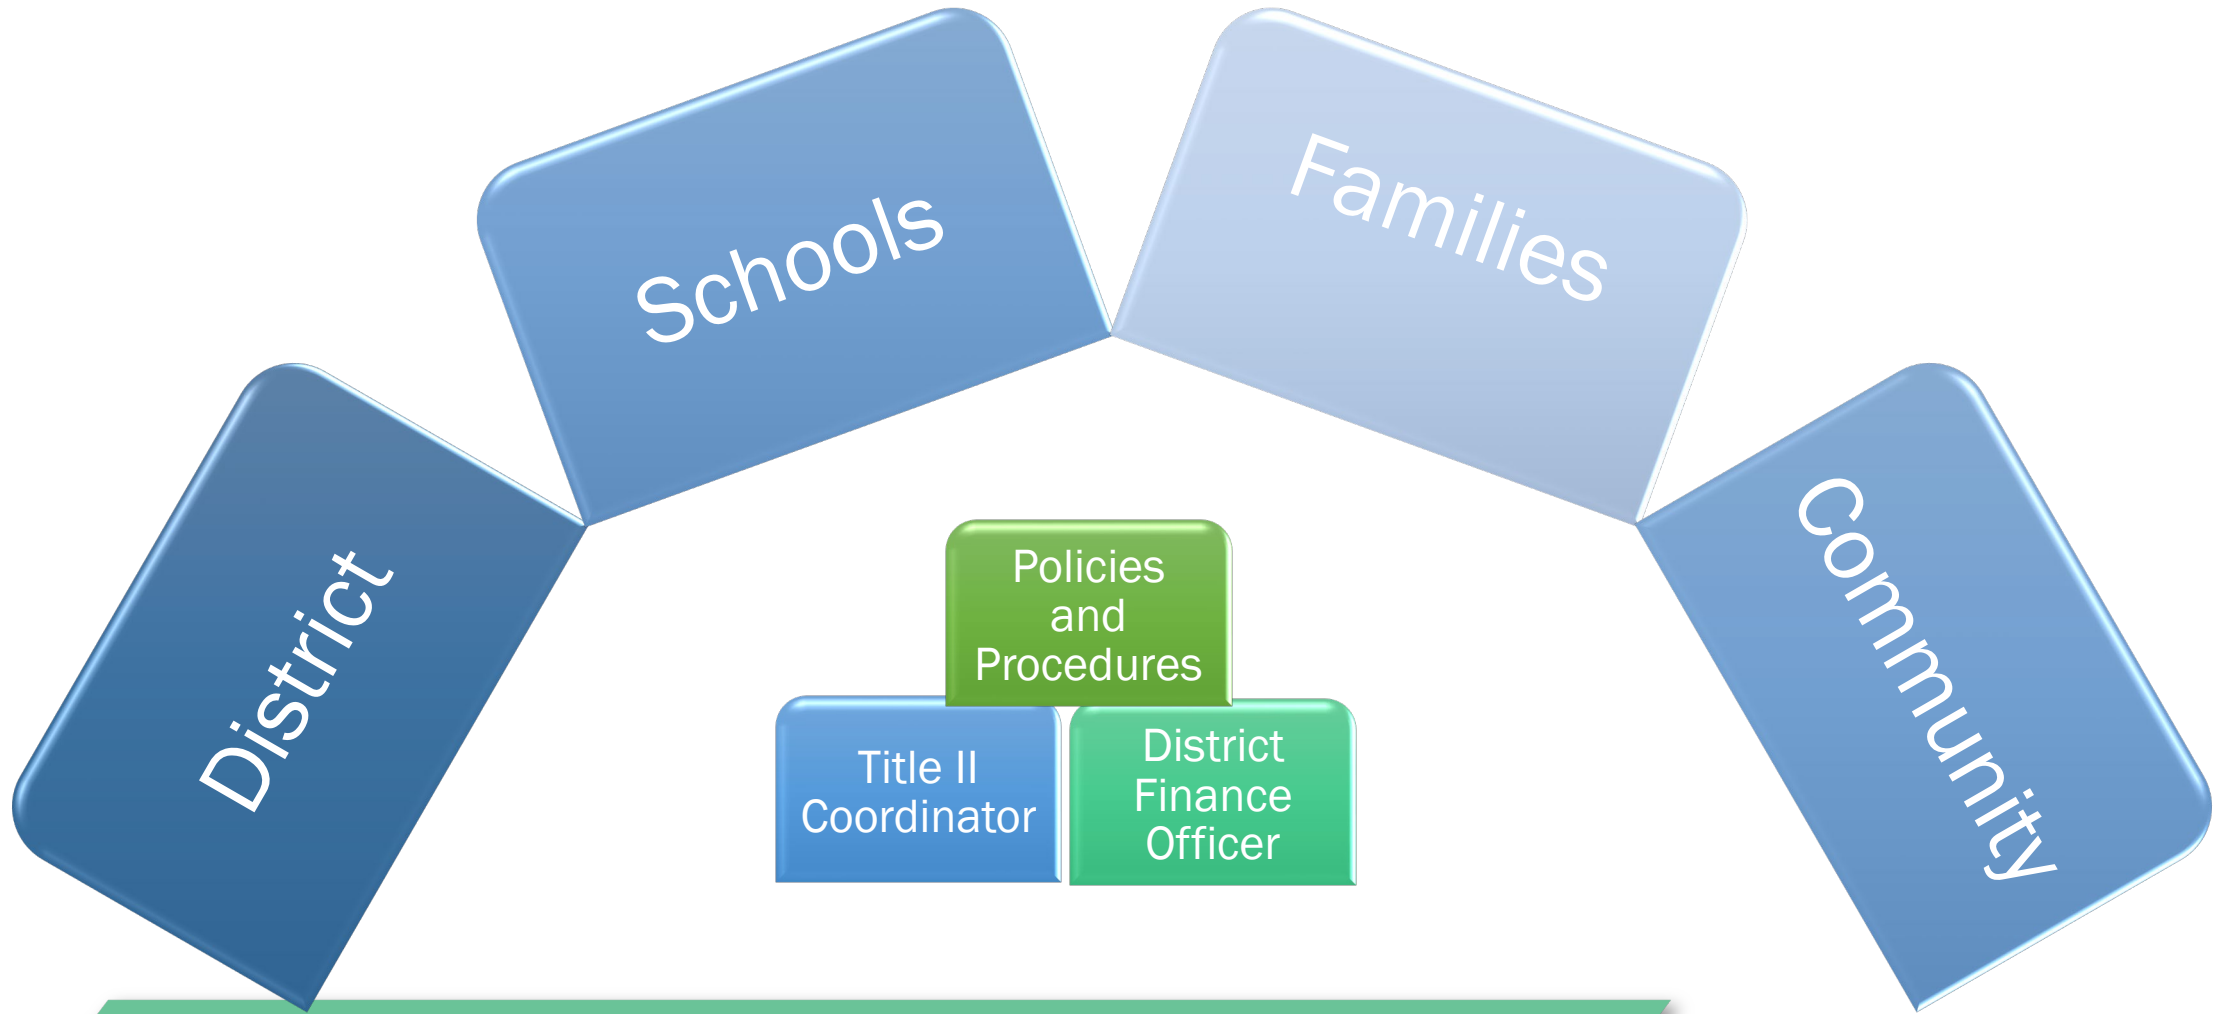 District
Schools
Families
Community
Policies
and
Procedures
Title II
Coordinator
District
Finance
Officer